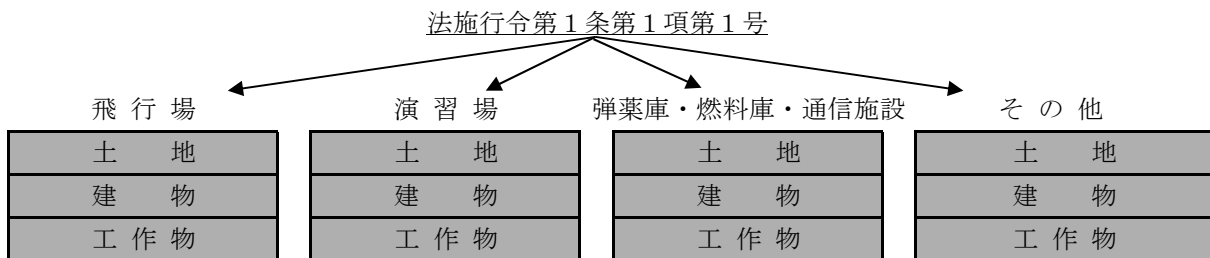 法施行令第１条第１項第１号
飛 行 場　演 習 場　弾薬庫・燃料庫・通信施設　そ の 他
土　地　土　地　土　地　土　地
建　物　建　物　建　物　建　物
工 作 物　工 作 物　工 作 物　工 作 物